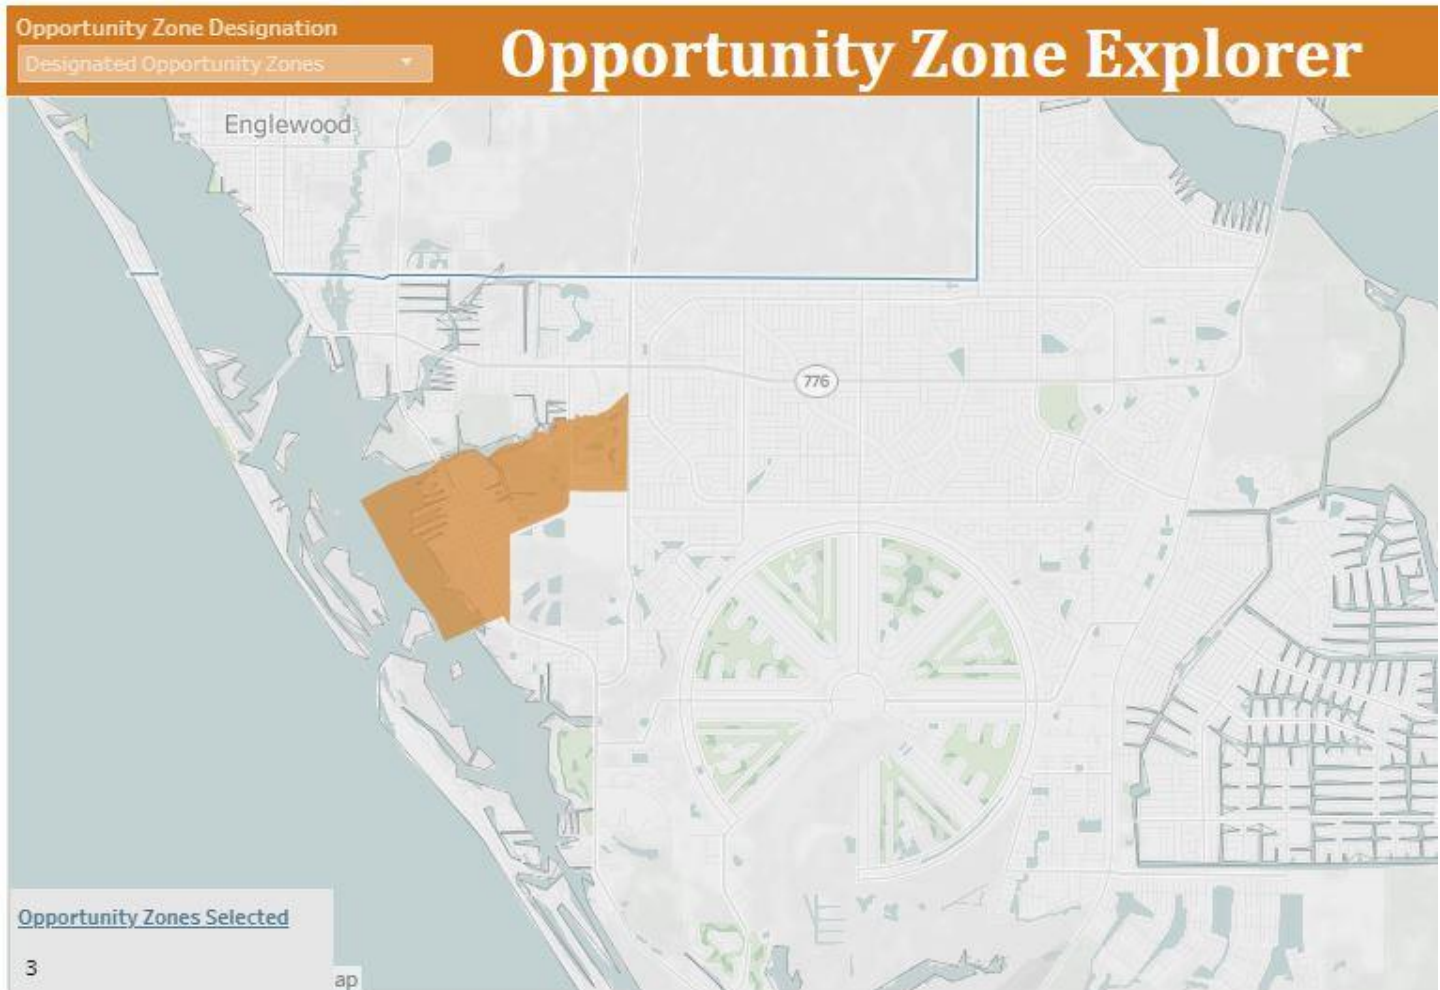 Opportunity Zone Designation
Designated Opportunity Zones
Opportunity Zone Explorer
Englewood
776
Opportunity Zones Selected
3
ap